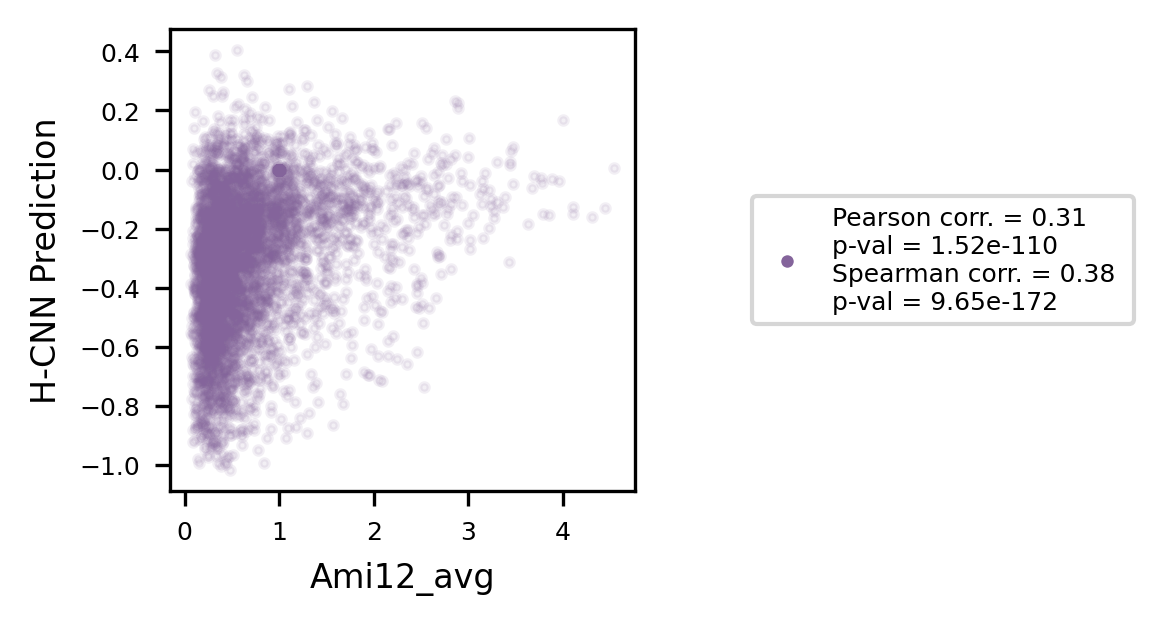 H-CNN Prediction
0.4
0.2
0.0
−0.2
−0.4
−0.6
−0.8
−1.0
0 1 2 3 4
Ami12_avg
Pearson corr. = 0.31
p-val = 1.52e-110
Spearman corr. = 0.38
p-val = 9.65e-172